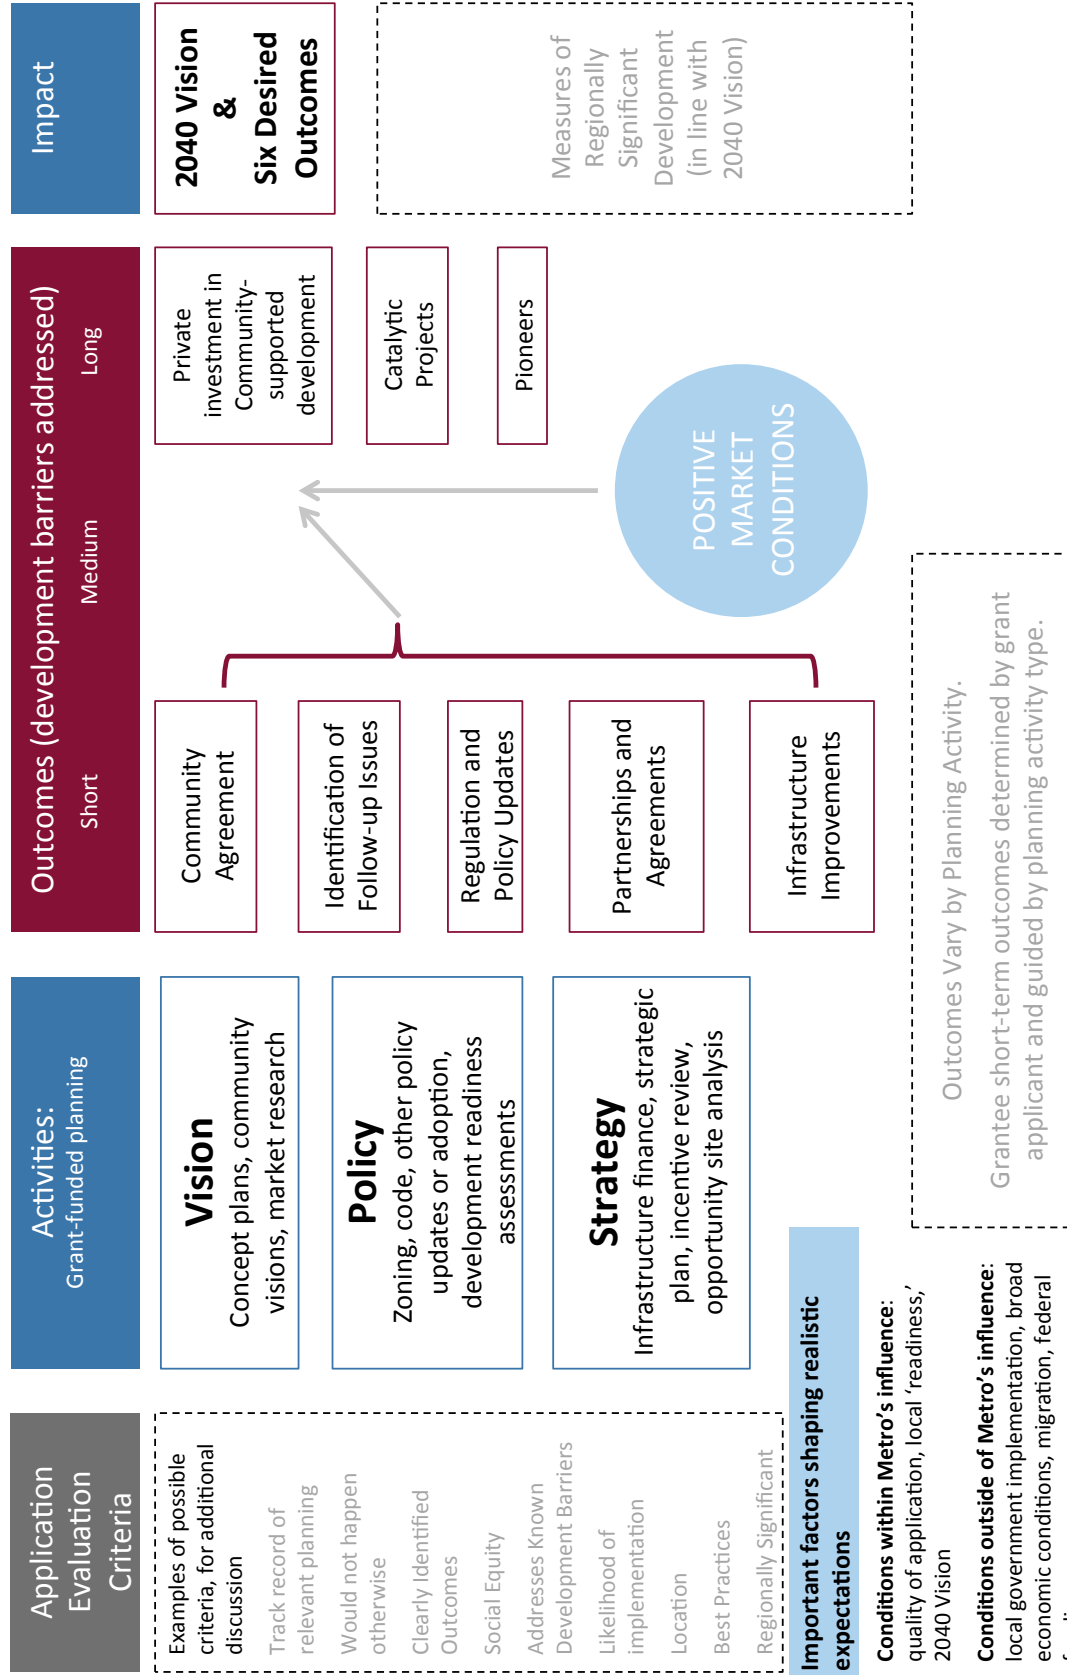 Application
Evaluation
Criteria
Examples of possible
criteria, for additional
discussion
Track record of
relevant planning
Would not happen
otherwise
Clearly Identified
Outcomes
Social Equity
Addresses Known
Development Barriers
Likelihood of
implementation
Location
Best Practices
Regionally Significant
Activities:
Grant-funded planning
Vision
Concept plans, community
visions, market research
Policy
Zoning, code, other policy
updates or adoption,
development readiness
assessments
Strategy
Infrastructure finance, strategic
plan, incentive review,
opportunity site analysis
Outcomes (development barriers addressed)
Short Medium Long
Community
Agreement
Identification of
Follow-up Issues
Regulation and
Policy Updates
Partnerships and
Agreements
Infrastructure
Improvements
Private
investment in
Community-
supported
development
Catalytic
Projects
Pioneers
POSITIVE
MARKET
CONDITIONS
Impact
2040 Vision
&
Six Desired
Outcomes
Measures of
Regionally
Significant
Development
(in line with
2040 Vision)
Important factors shaping realistic
expectations
Conditions within Metro’s influence:
quality of application, local ‘readiness,’
2040 Vision
Conditions outside of Metro’s influence:
local government implementation, broad
economic conditions, migration, federal
Outcomes Vary by Planning Activity.
Grantee short-term outcomes determined by grant
applicant and guided by planning activity type.